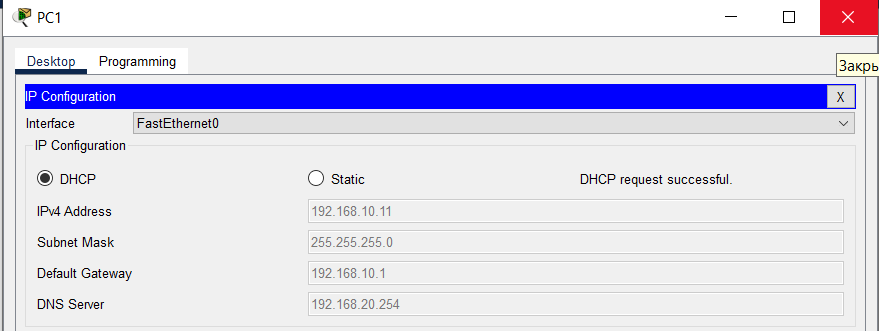 PC1
Закры
Desktop Programming
IP Configuration X
Interface FastEthernet0
IP Configuration
DHCP Static DHCP request successful.
IPv4 Address 192.168.10.11
Subnet Mask 255.255.255.0
Default Gateway 192.168.10.1
DNS Server 192.168.20.254